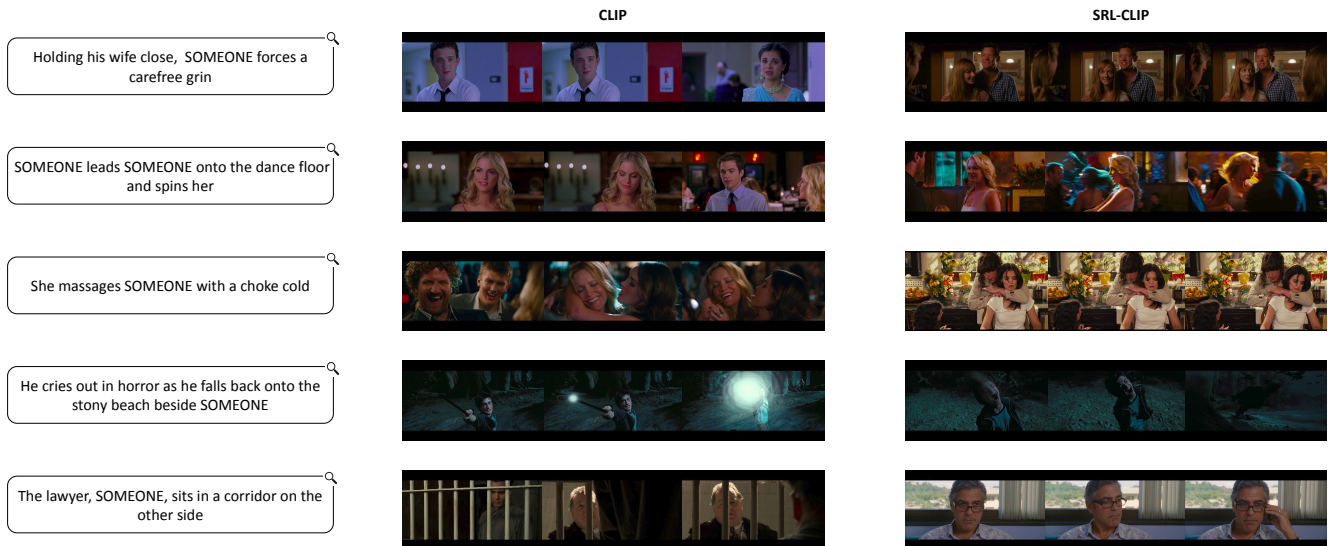 CLIP
SRL-CLIP
Holding his wife close, SOMEONE forces a
carefree grin
SOMEONE leads SOMEONE onto the dance floor
and spins her
She massages SOMEONE with a choke cold
He cries out in horror as he falls back onto the
stony beach beside SOMEONE
The lawyer, SOMEONE, sits in a corridor on the
other side